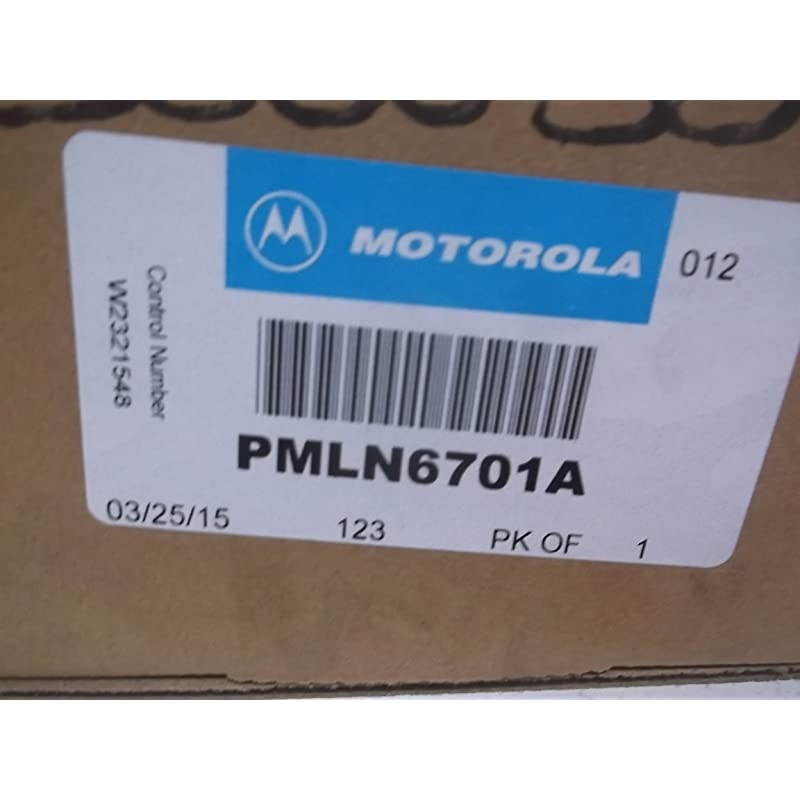 MOTOROLA
012
Control Number
W2321548
PMLN6701A
03/25/15 123 PK OF 1